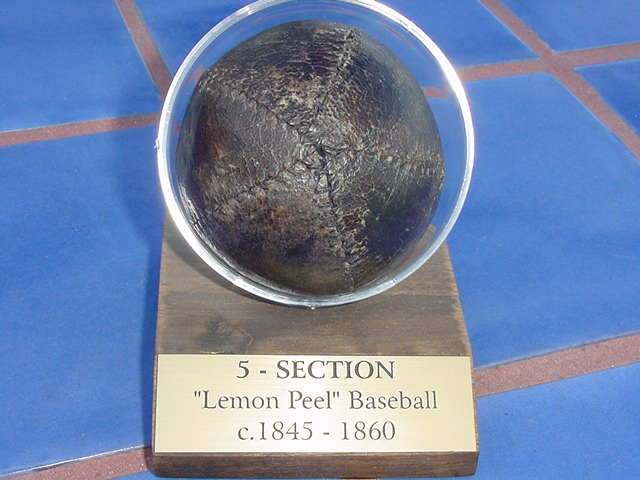 5 - SECTION
"Lemon Peel" Baseball
c.1845 - 1860